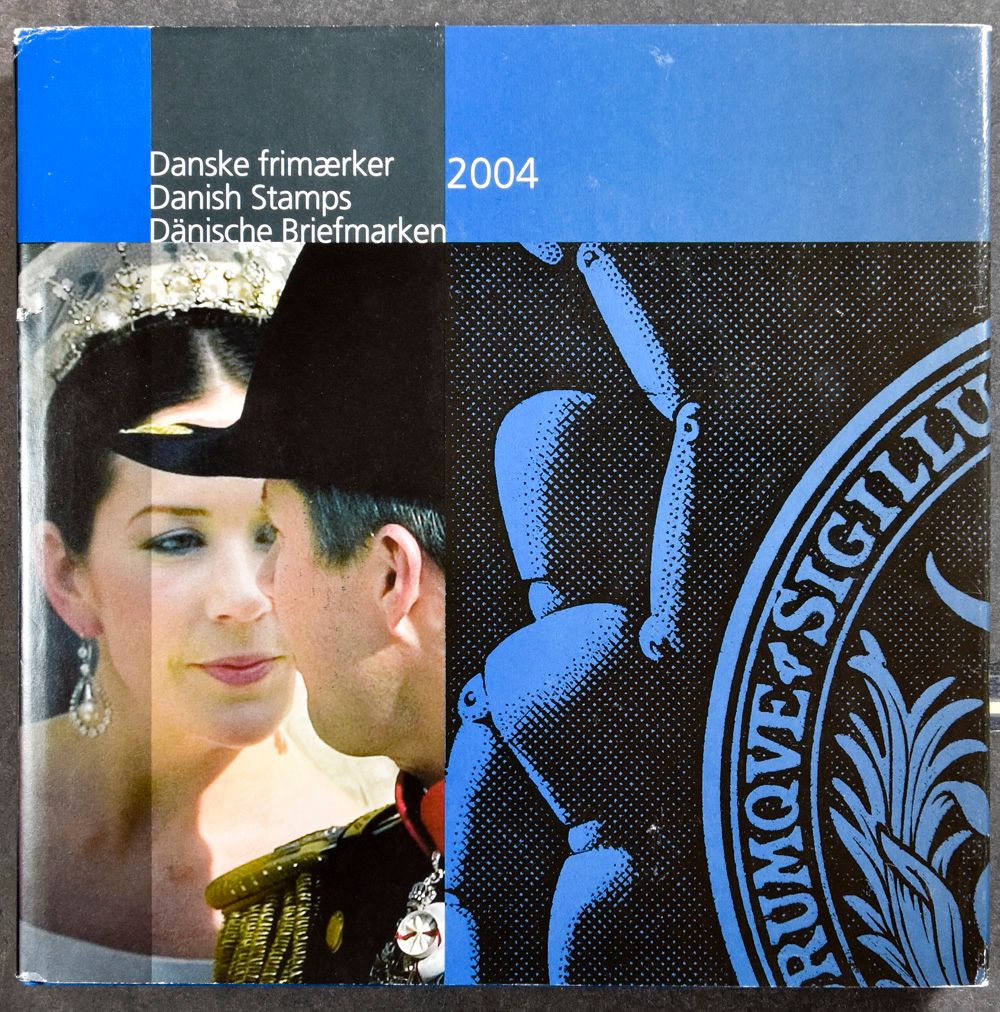 Danske frimærker
Danish Stamps
Dänische Briefmarken
2004
RUMQVE SIGILLU